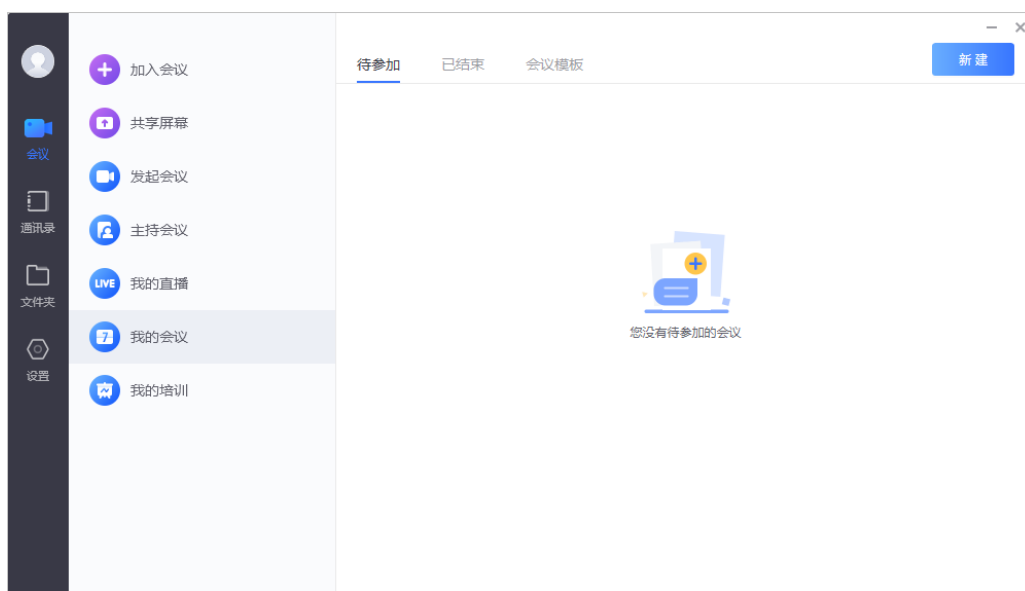 会议
通讯录
文件夹
设置
加入会议
共享屏幕
发起会议
主持会议
LIVE 我的直播
7 我的会议
我的培训
待参加 已结束 会议模板 新建
您没有待参加的会议